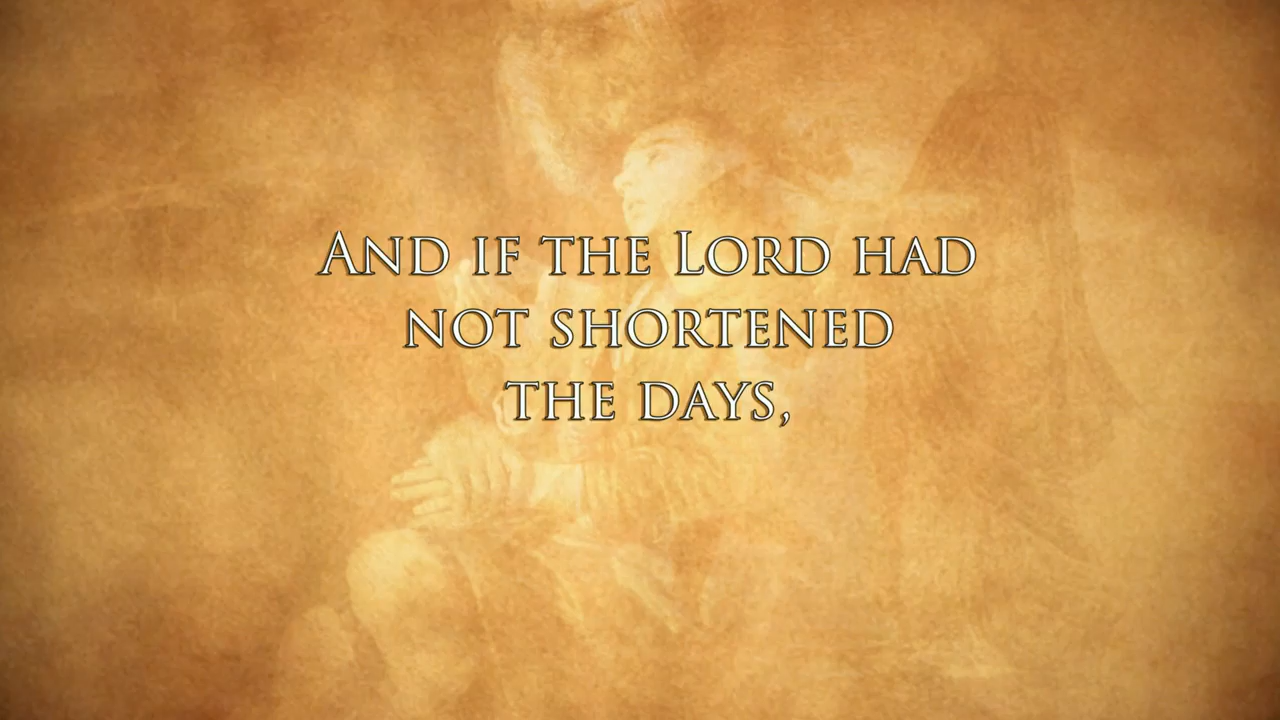 And if the Lord had
not shortened
the days,